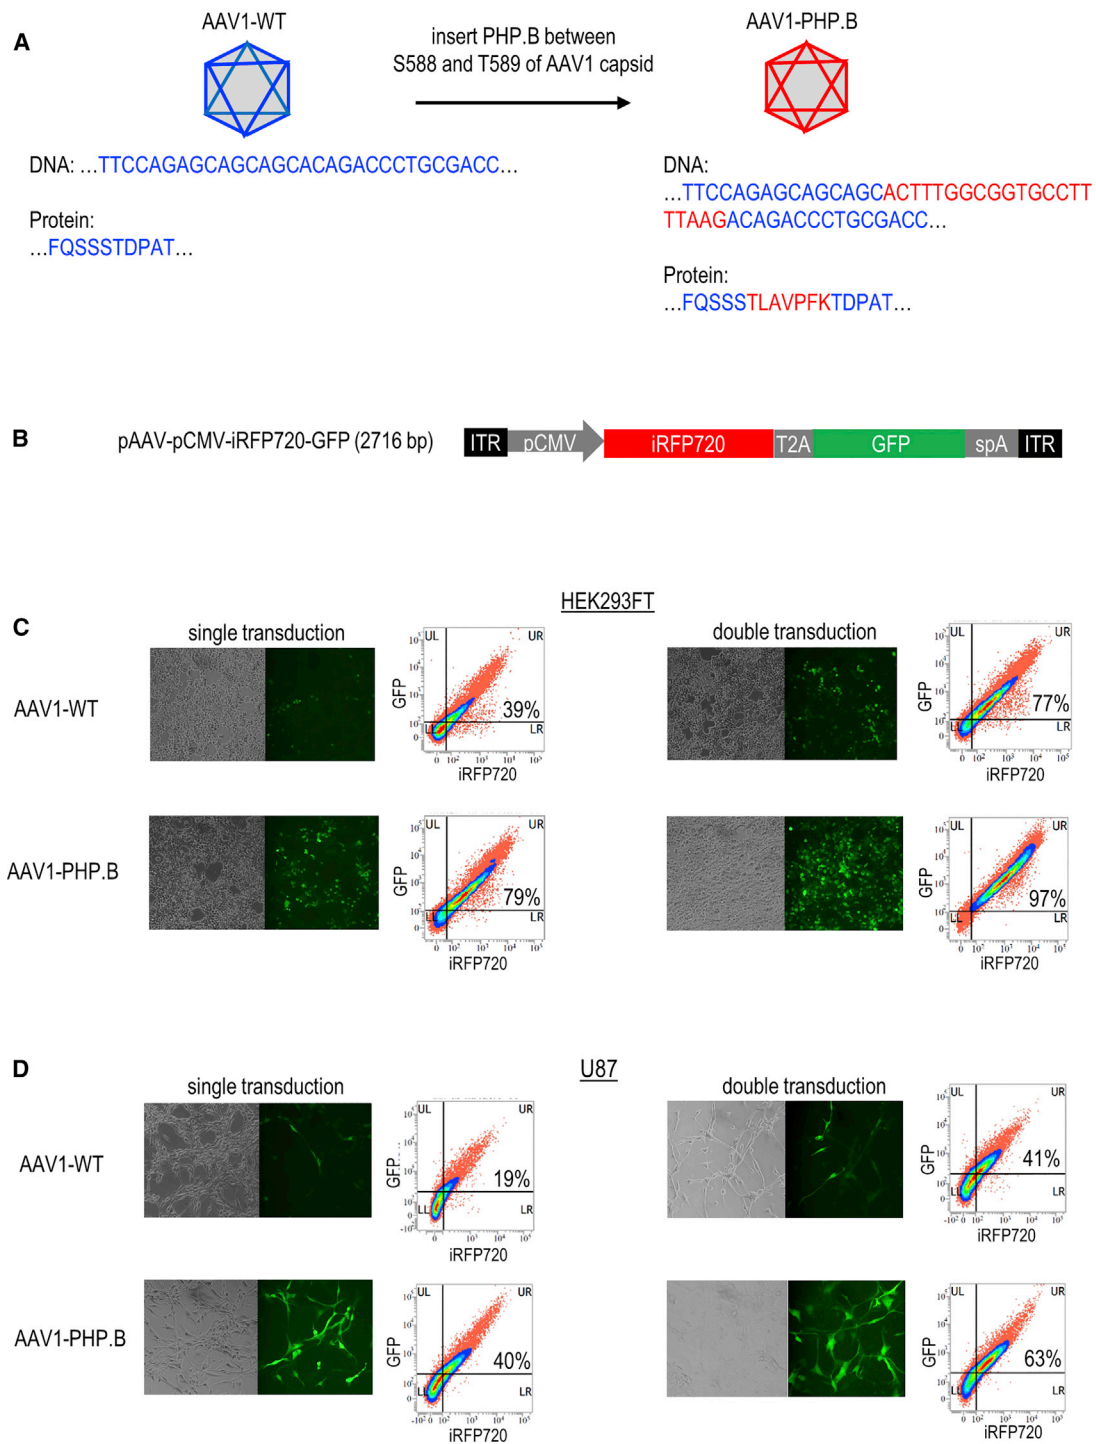 A
AAV1-WT
insert PHP.B between
S588 and T589 of AAV1 capsid
AAV1-PHP.B
DNA: ...TTCCAGAGCAGCAGCACAGACCCTGCGACC...
Protein:
...FQSSSTDPAT...
DNA:
...TTCCAGAGCAGCAGCACTTTGGCGGTGCCTT
TTAAGACAGACCCTGCGACC...
Protein:
...FQSSSTLAVPFKTDPAT...
B
pAAV-pCMV-iRFP720-GFP (2716 bp)
ITR pCMV iRFP720 T2A GFP spA ITR
C
HEK293FT
single transduction
double transduction
AAV1-WT
UL UR
GFP
39%
LL LR
iRFP720
UL UR
GFP
77%
LL LR
iRFP720
AAV1-PHP.B
UL UR
GFP
79%
LL LR
iRFP720
UL UR
GFP
97%
LL LR
iRFP720
D
U87
single transduction
double transduction
AAV1-WT
UL UR
GFP
19%
LL LR
iRFP720
UL UR
GFP
41%
LL LR
iRFP720
AAV1-PHP.B
UL UR
GFP
40%
LL LR
iRFP720
UL UR
GFP
63%
LL LR
iRFP720